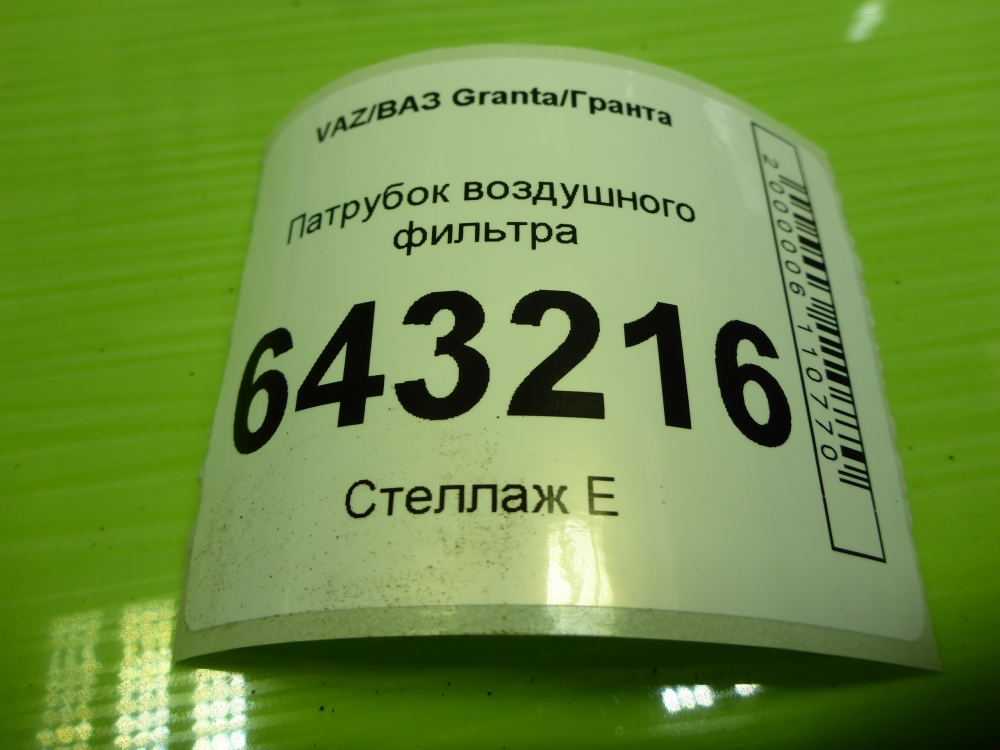 VAZ/ВАЗ Granta/Гранта
Патрубок воздушного
фильтра
643216
Стеллаж Е
2000006110770